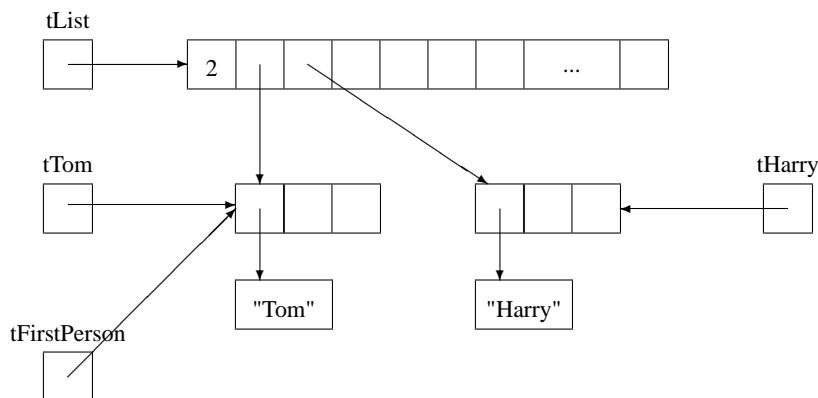 tList
2
...
tTom
tHarry
"Tom"
"Harry"
tFirstPerson